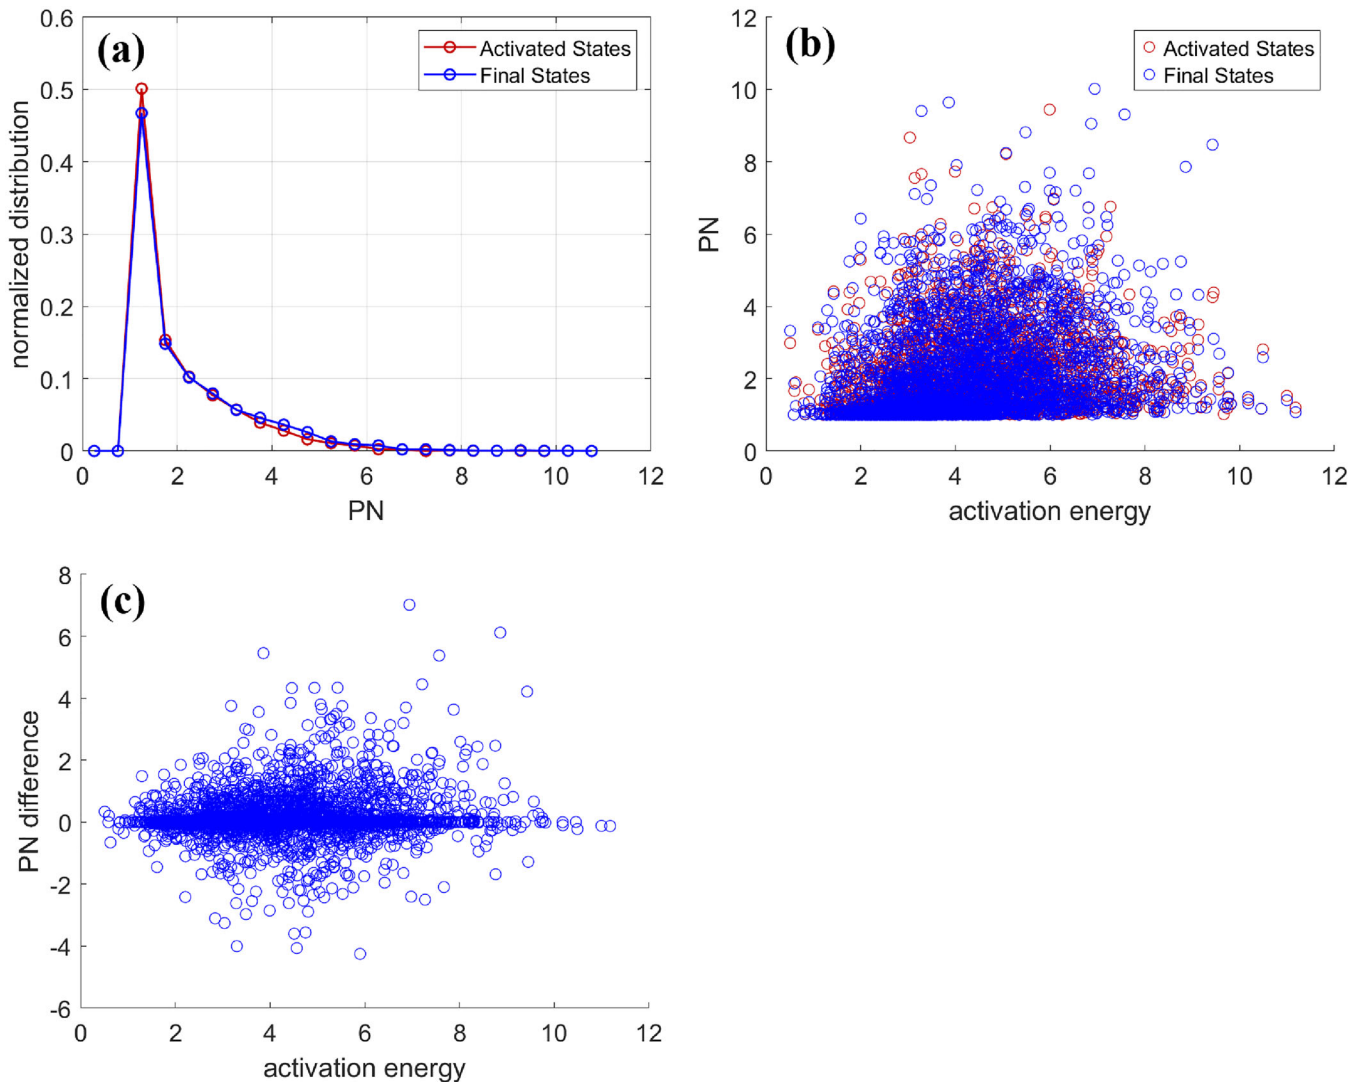 (a)
Activated States
Final States
0.6
0.5
0.4
0.3
0.2
0.1
0
normalized distribution
0 2 4 6 8 10 12
PN
(b)
Activated States
Final States
12
10
8
6
4
2
0
PN
0 2 4 6 8 10 12
activation energy
(c)
8
6
4
2
0
-2
-4
-6
PN difference
0 2 4 6 8 10 12
activation energy